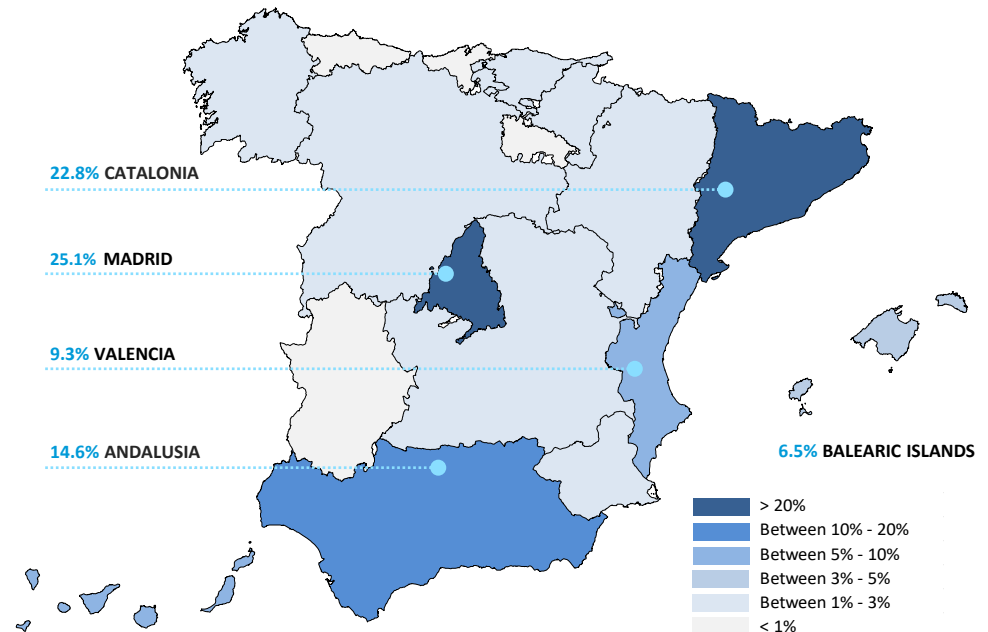 22.8% CATALONIA
25.1% MADRID
9.3% VALENCIA
14.6% ANDALUSIA
6.5% BALEARIC ISLANDS
> 20%
Between 10% - 20%
Between 5% - 10%
Between 3% - 5%
Between 1% - 3%
< 1%